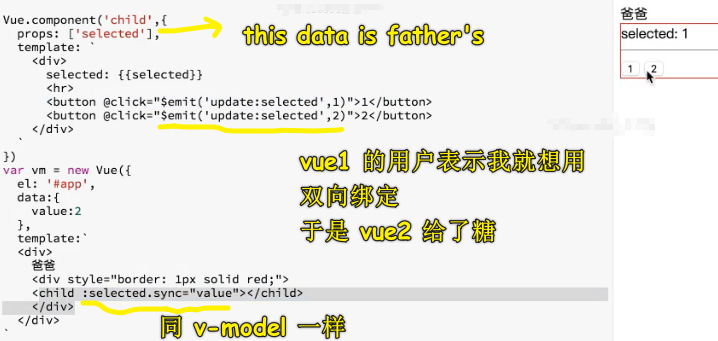 Vue.component('child',{
props: ['selected'],
this data is father's
template: `
<div>
selected: {{selected}}
<hr>
<button @click="$emit('update:selected',1)">1</button>
<button @click="$emit('update:selected',2)">2</button>
</div>
`
})
vue1 的用户表示我就想用
双向绑定
于是 vue2 给了糖
var vm = new Vue({
el: '#app',
data:{
value:2
},
template:`
<div>
爸爸
<div style="border: 1px solid red;">
<child :selected.sync="value"></child>
</div>
</div>
`
同 v-model 一样
爸爸
selected: 1
1 2